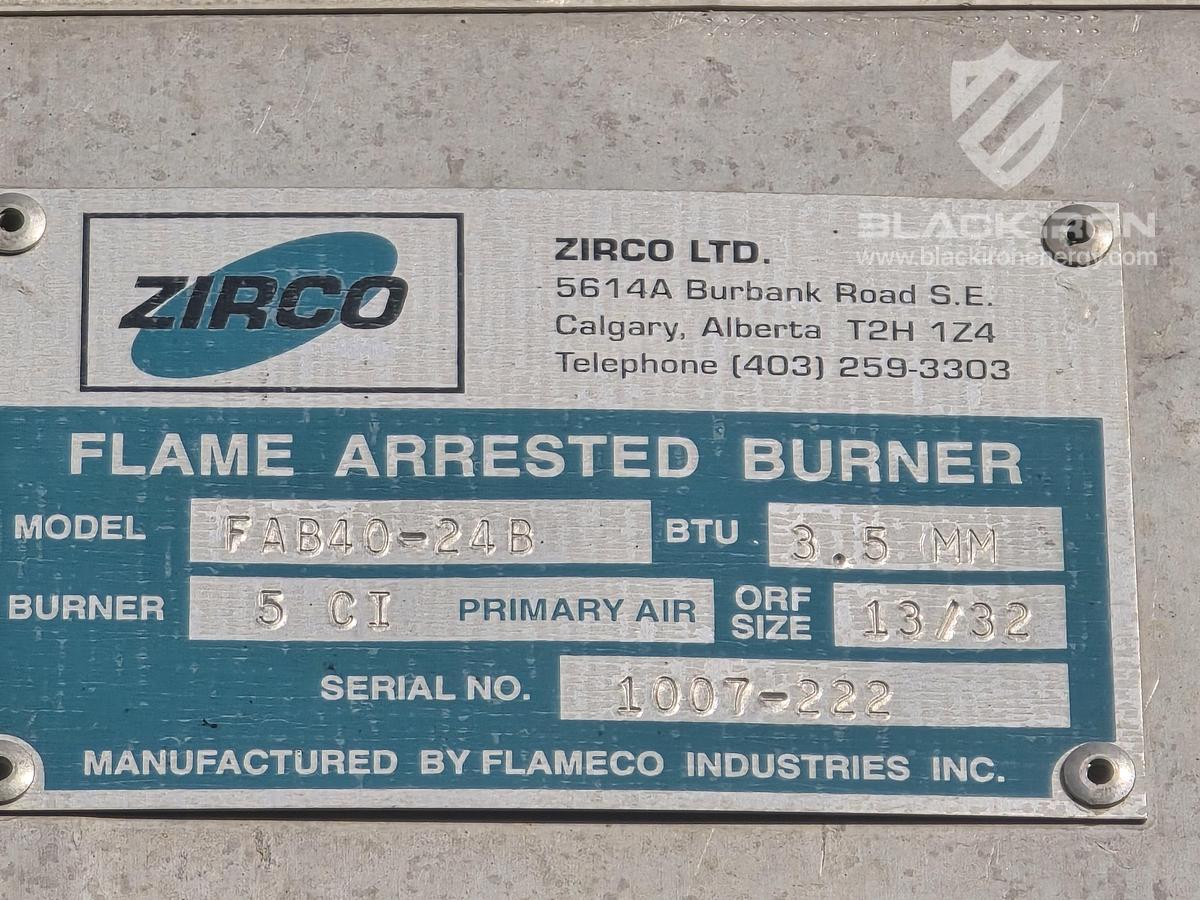 BLACK IRON
www.blackironenergy.com
ZIRCO
ZIRCO LTD.
5614A Burbank Road S.E.
Calgary, Alberta T2H 1Z4
Telephone (403) 259-3303
FLAME ARRESTED BURNER
MODEL FAB40-24B BTU 3.5 MM
BURNER 5 CI PRIMARY AIR ORF SIZE 13/32
SERIAL NO. 1007-222
MANUFACTURED BY FLAMECO INDUSTRIES INC.